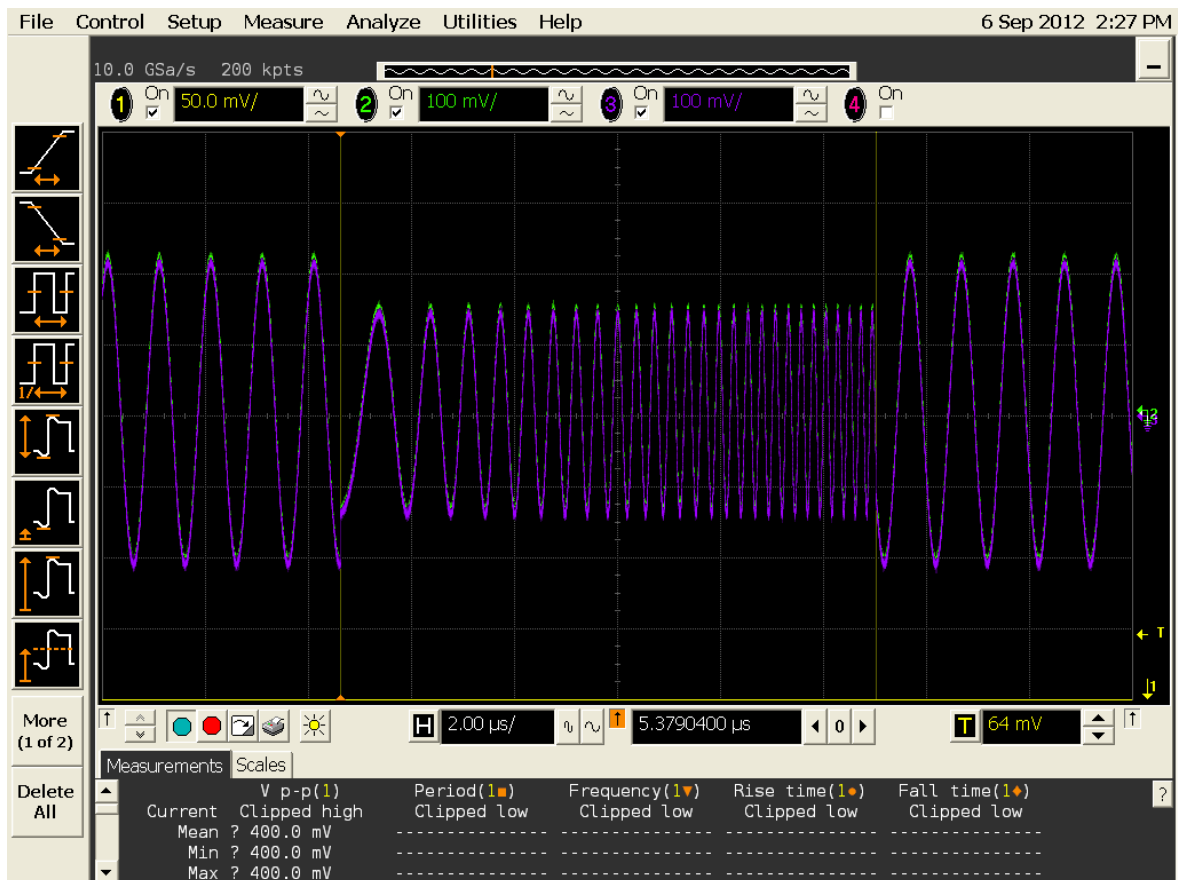 File Control Setup Measure Analyze Utilities Help 6 Sep 2012 2:27 PM
10.0 GSa/s 200 kpts
1 On 50.0 mV/ 2 On 100 mV/ 3 On 100 mV/ 4 On
1/
2
T
1
More
(1 of 2)
Delete
All
H 2.00 µs/ 5.3790400 µs 0 T 64 mV
Measurements Scales
V p-p(1) Period(1■) Frequency(1▼) Rise time(1●) Fall time(1♦) ?
Current Clipped high Clipped low Clipped low Clipped low Clipped low
Mean ? 400.0 mV --------------- --------------- --------------- ---------------
Min ? 400.0 mV --------------- --------------- --------------- ---------------
Max ? 400.0 mV --------------- --------------- --------------- ---------------